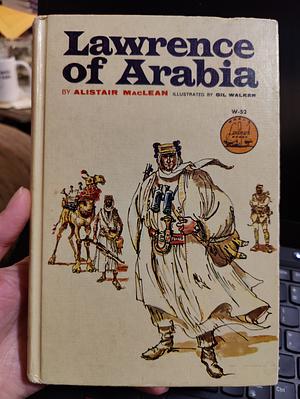 Lawrence
of Arabia
BY ALISTAIR MACLEAN ILLUSTRATED BY GIL WALKER
W-52